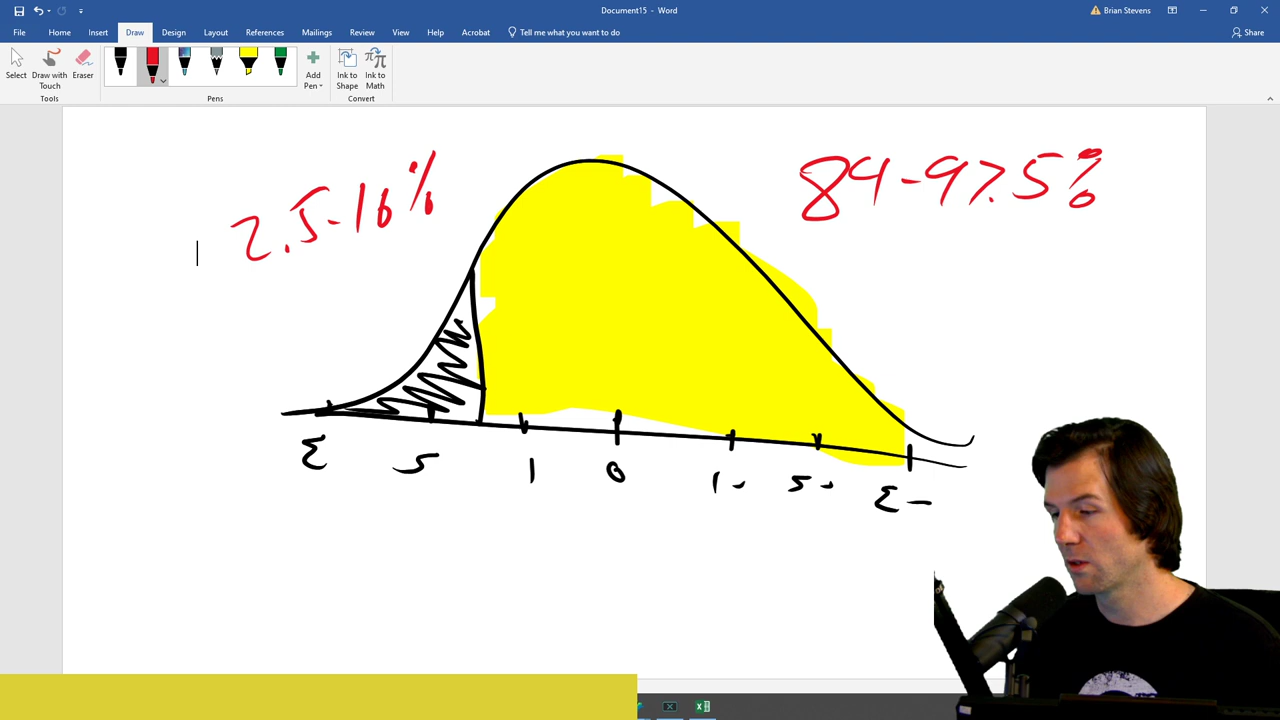 Document15 - Word
Brian Stevens
File Home Insert Draw Design Layout References Mailings Review View Help Acrobat Tell me what you want to do Share
Select
Draw with Touch
Eraser
Add Pen
Ink to Shape
Ink to Math
Tools Pens Convert
2.5-16%
84-97.5%
3 2 1 0 1- 2- 3-